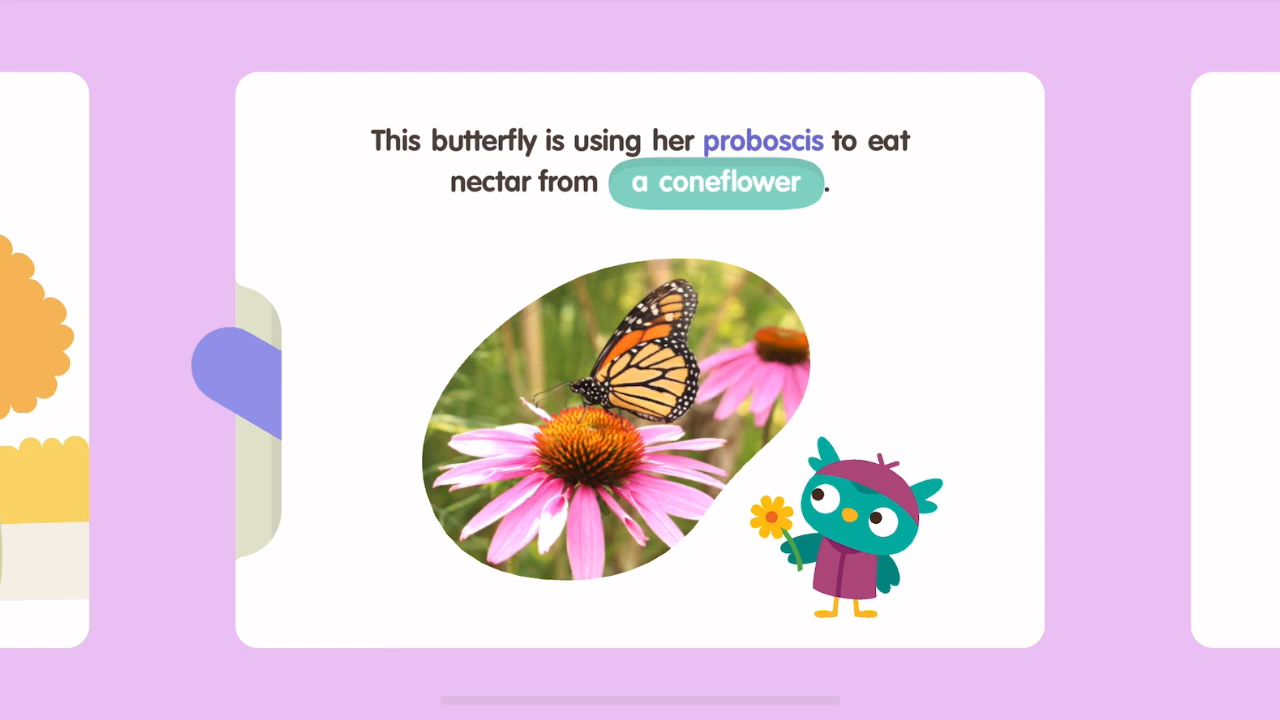 This butterfly is using her proboscis to eat
nectar from a coneflower.